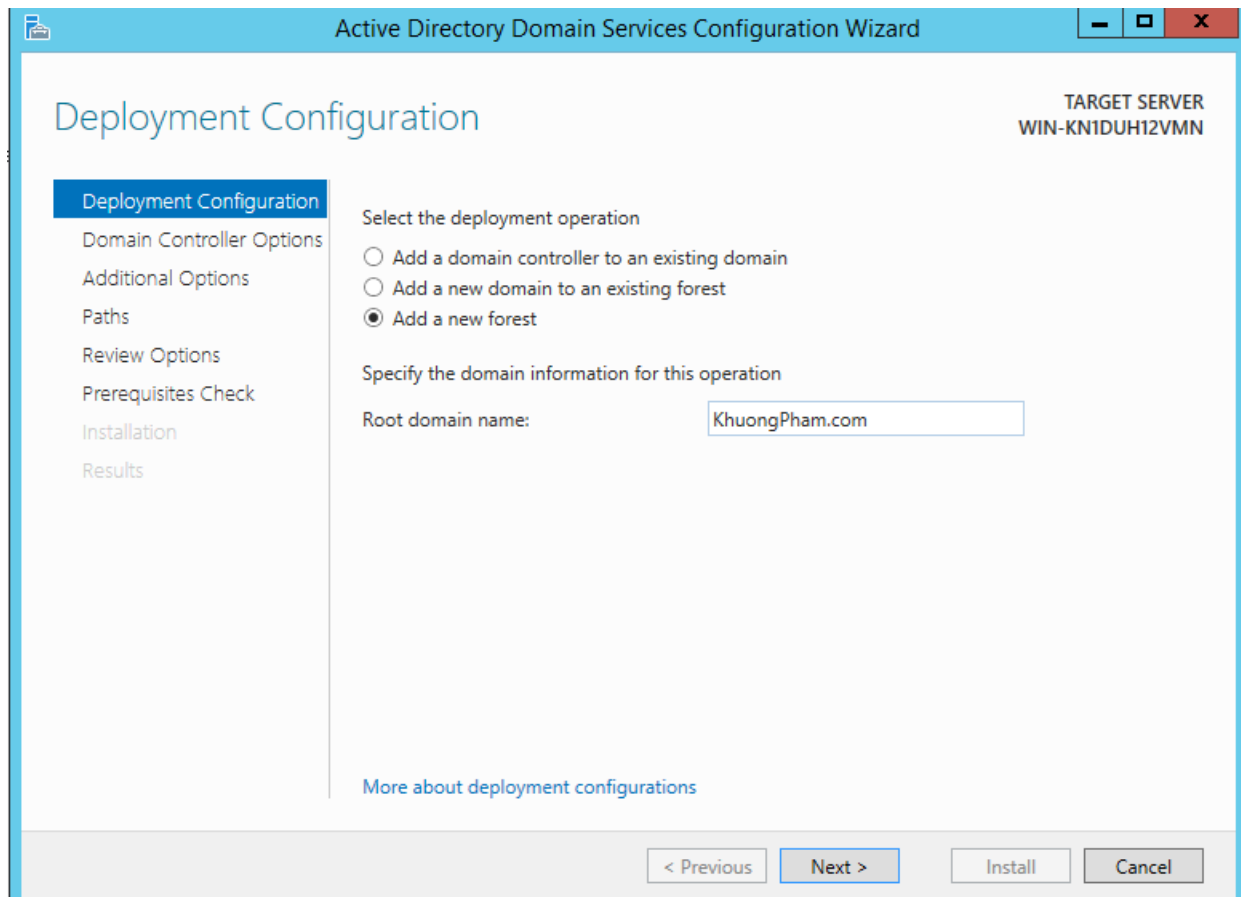 Active Directory Domain Services Configuration Wizard
Deployment Configuration
TARGET SERVER
WIN-KN1DUH12VMN
Deployment Configuration
Domain Controller Options
Additional Options
Paths
Review Options
Prerequisites Check
Installation
Results
Select the deployment operation
Add a domain controller to an existing domain
Add a new domain to an existing forest
Add a new forest
Specify the domain information for this operation
Root domain name: KhuongPham.com
More about deployment configurations
< Previous Next > Install Cancel